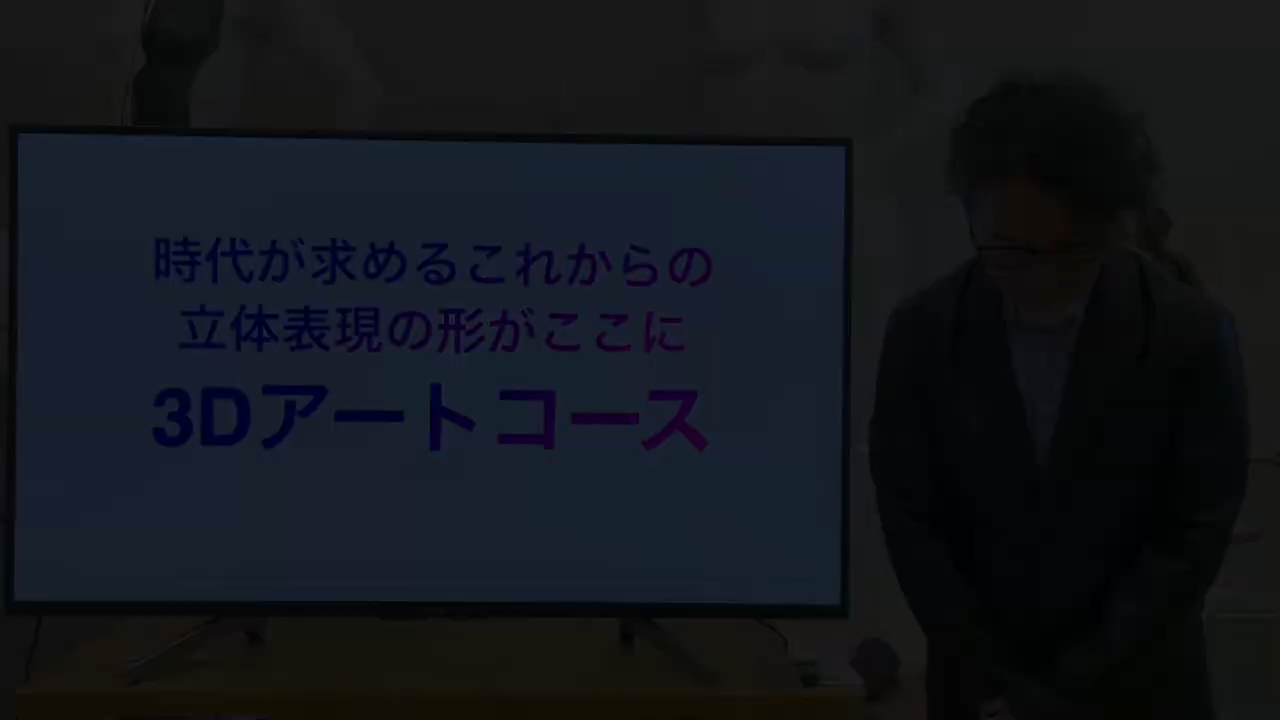 時代が求めるこれからの
立体表現の形がここに
3Dアートコース